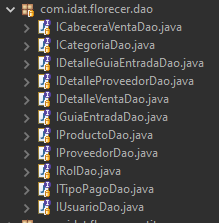 com.idat.florecer.dao
ICabeceraVentaDao.java
ICategoriaDao.java
IDetalleGuiaEntradaDao.java
IDetalleProveedorDao.java
IDetalleVentaDao.java
IGuiaEntradaDao.java
IProductoDao.java
IProveedorDao.java
IRolDao.java
ITipoPagoDao.java
IUsuarioDao.java